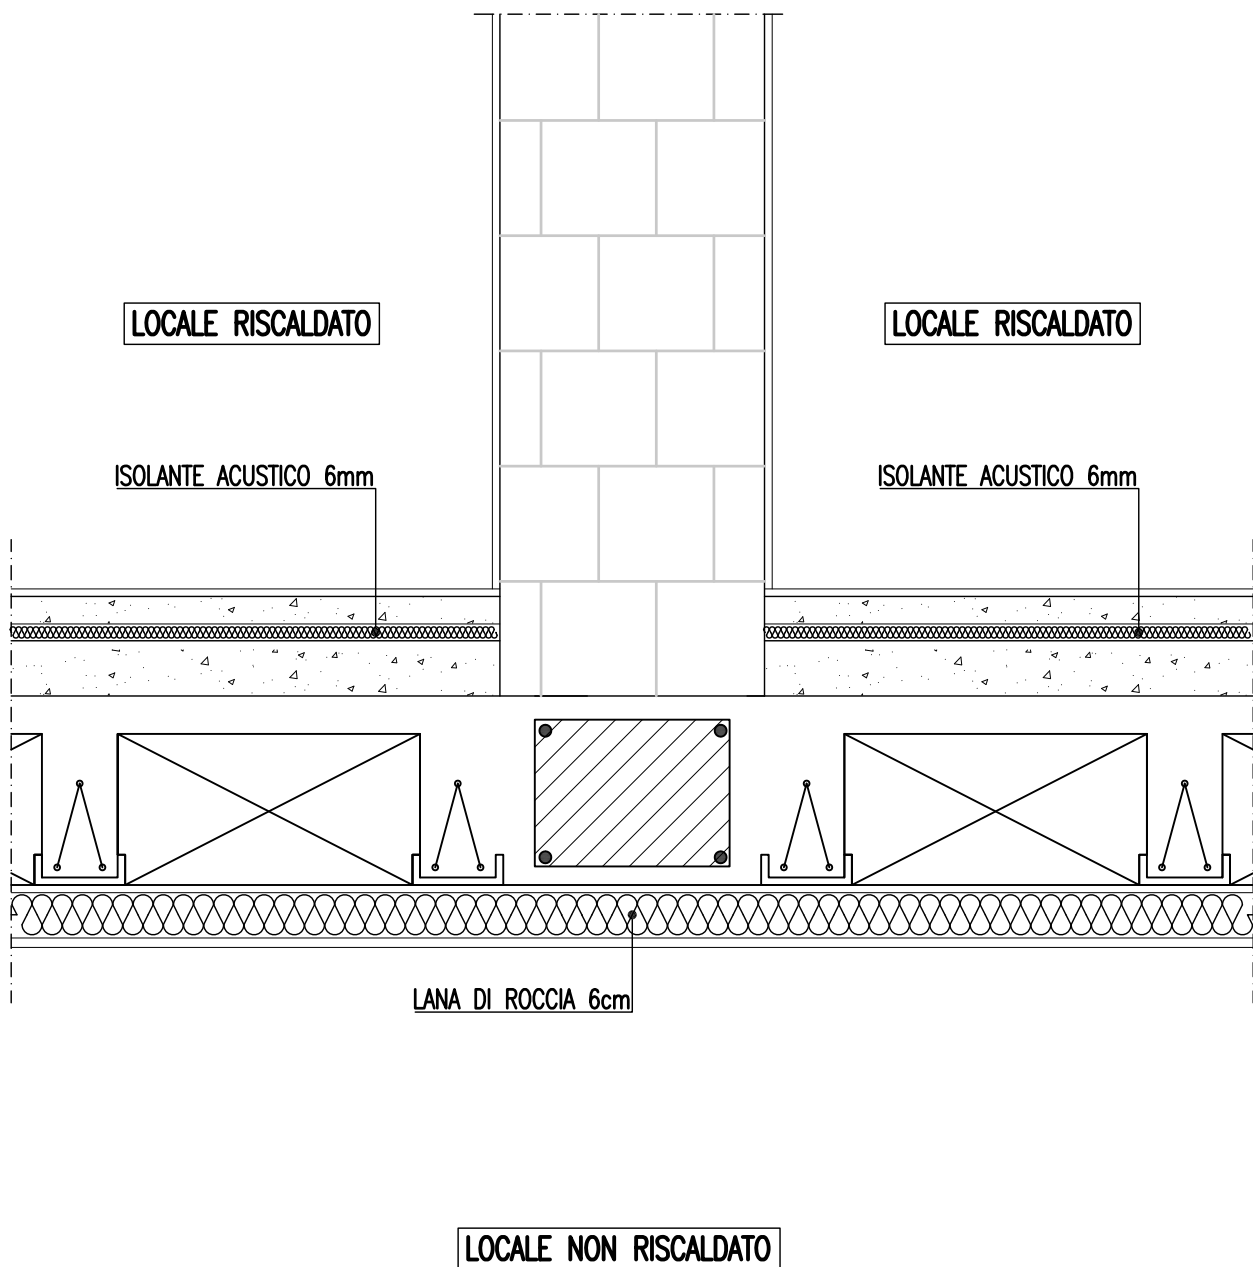 LOCALE RISCALDATO
LOCALE RISCALDATO
ISOLANTE ACUSTICO 6mm
ISOLANTE ACUSTICO 6mm
LANA DI ROCCIA 6cm
LOCALE NON RISCALDATO